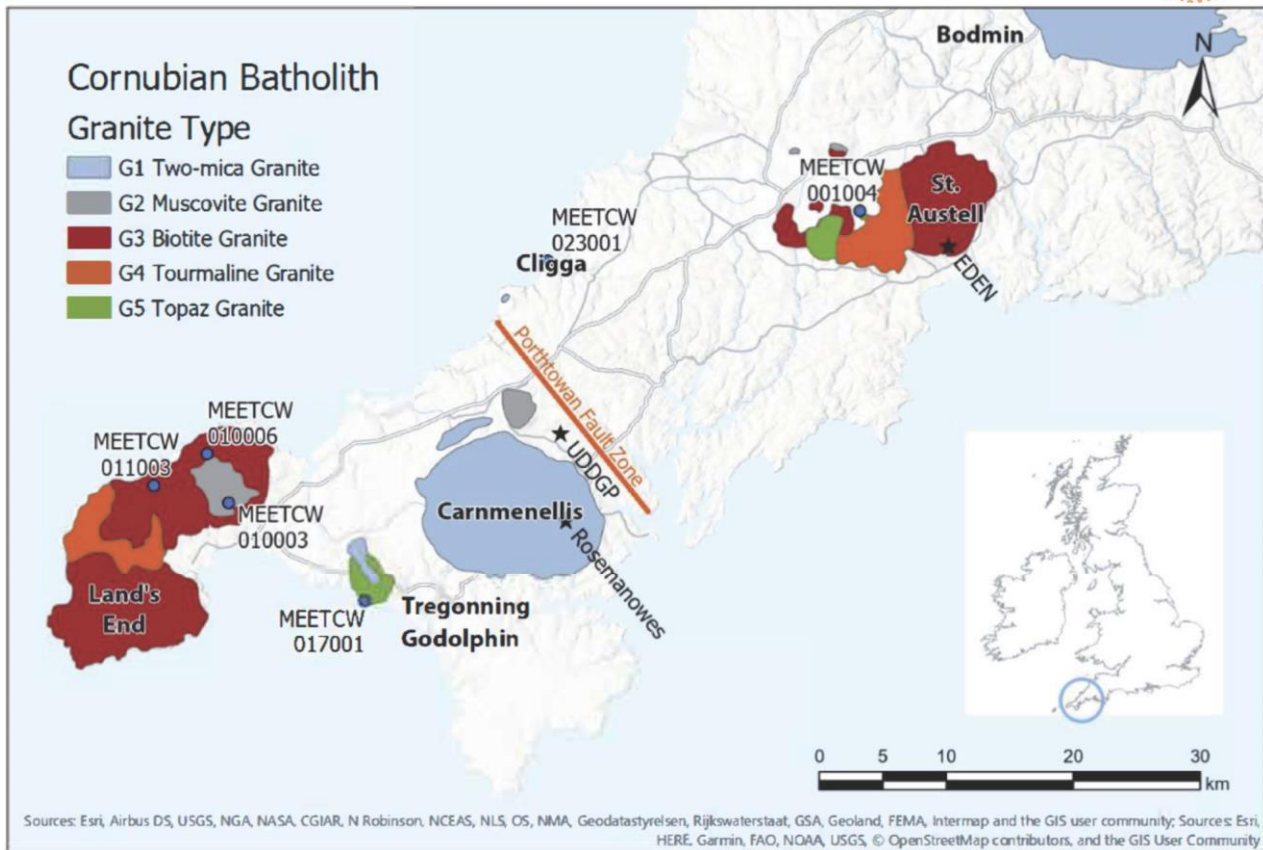 Cornubian Batholith
Granite Type
G1 Two-mica Granite
G2 Muscovite Granite
G3 Biotite Granite
G4 Tourmaline Granite
G5 Topaz Granite
Bodmin
N
MEETCW
001004
St.
Austell
EDEN
MEETCW
023001
Cligga
Porthtowan Fault Zone
UDDGP
Carnmenellis
Rosemanowes
MEETCW
010006
MEETCW
011003
MEETCW
010003
Land's
End
MEETCW
017001
Tregonning
Godolphin
0 5 10 20 30
km
Sources: Esri, Airbus DS, USGS, NGA, NASA, CGIAR, N Robinson, NCEAS, NLS, OS, NMA, Geodatastyrelsen, Rijkswaterstaat, GSA, Geoland, FEMA, Intermap and the GIS user community; Sources: Esri,
HERE, Garmin, FAO, NOAA, USGS, © OpenStreetMap contributors, and the GIS User Community